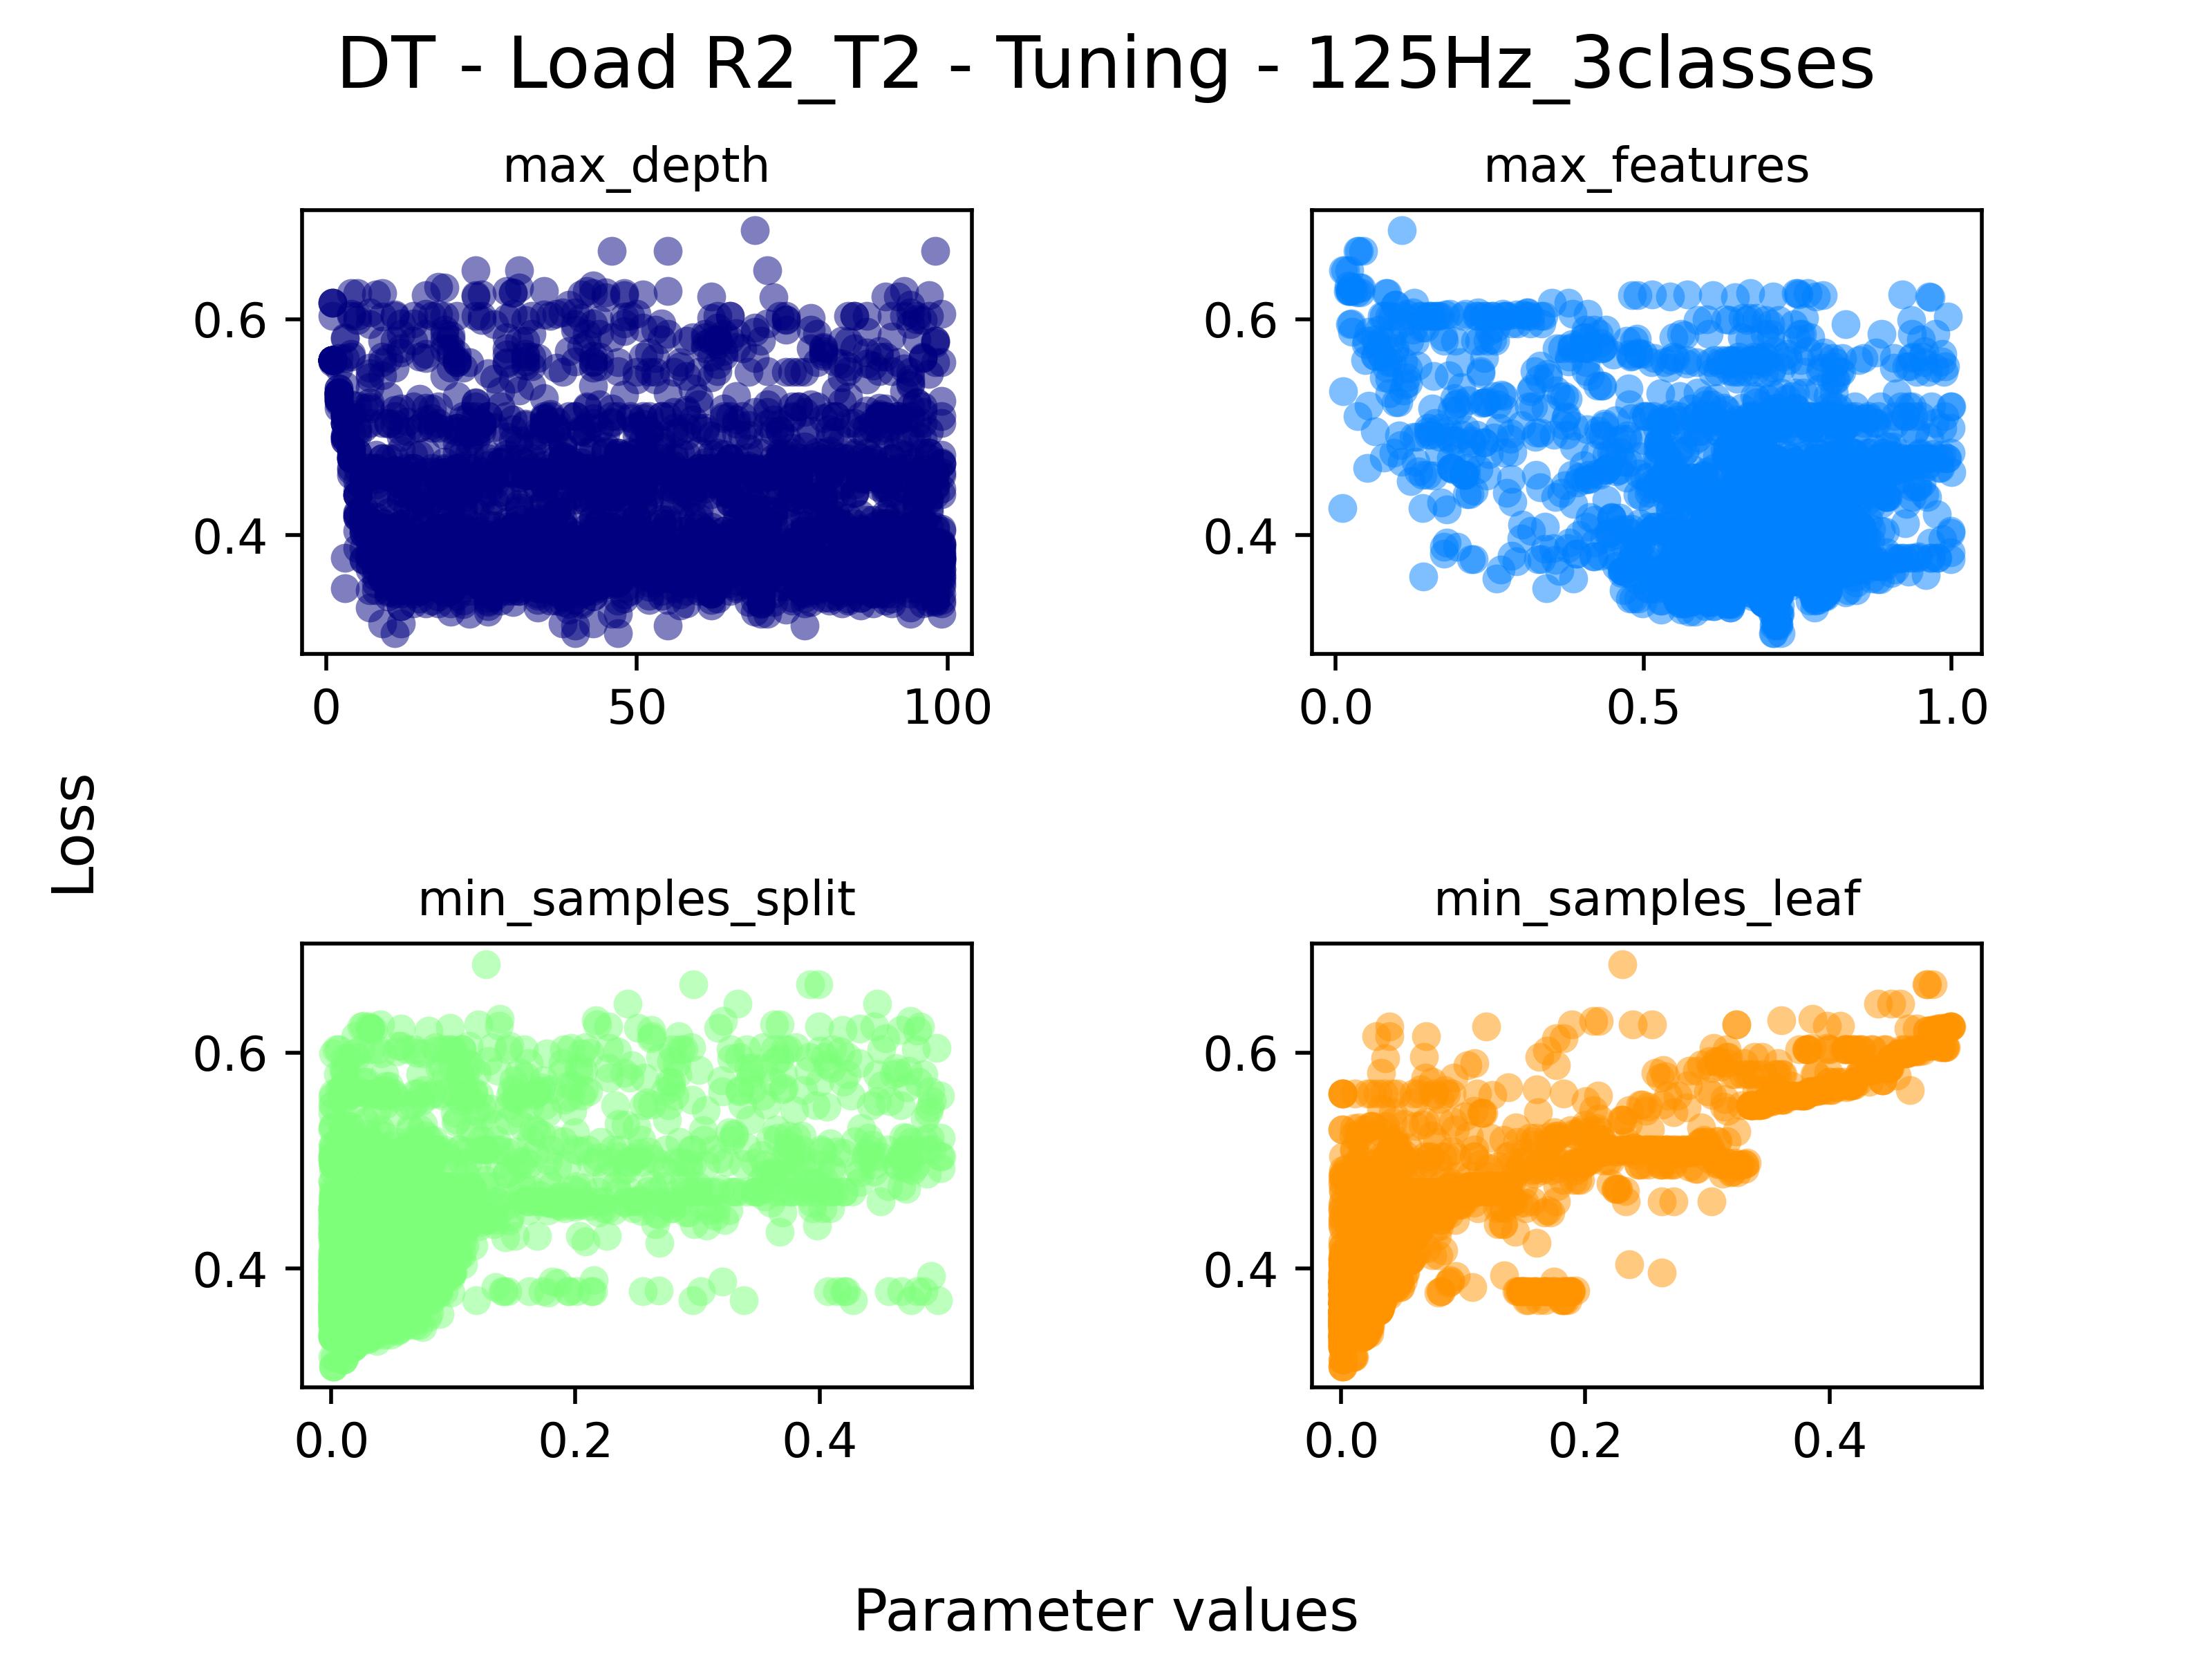 DT - Load R2_T2 - Tuning - 125Hz_3classes
max_depth
max_features
0.6
0.4
0 50 100
0.6
0.4
0.0 0.5 1.0
Loss
min_samples_split
min_samples_leaf
0.6
0.4
0.0 0.2 0.4
0.6
0.4
0.0 0.2 0.4
Parameter values